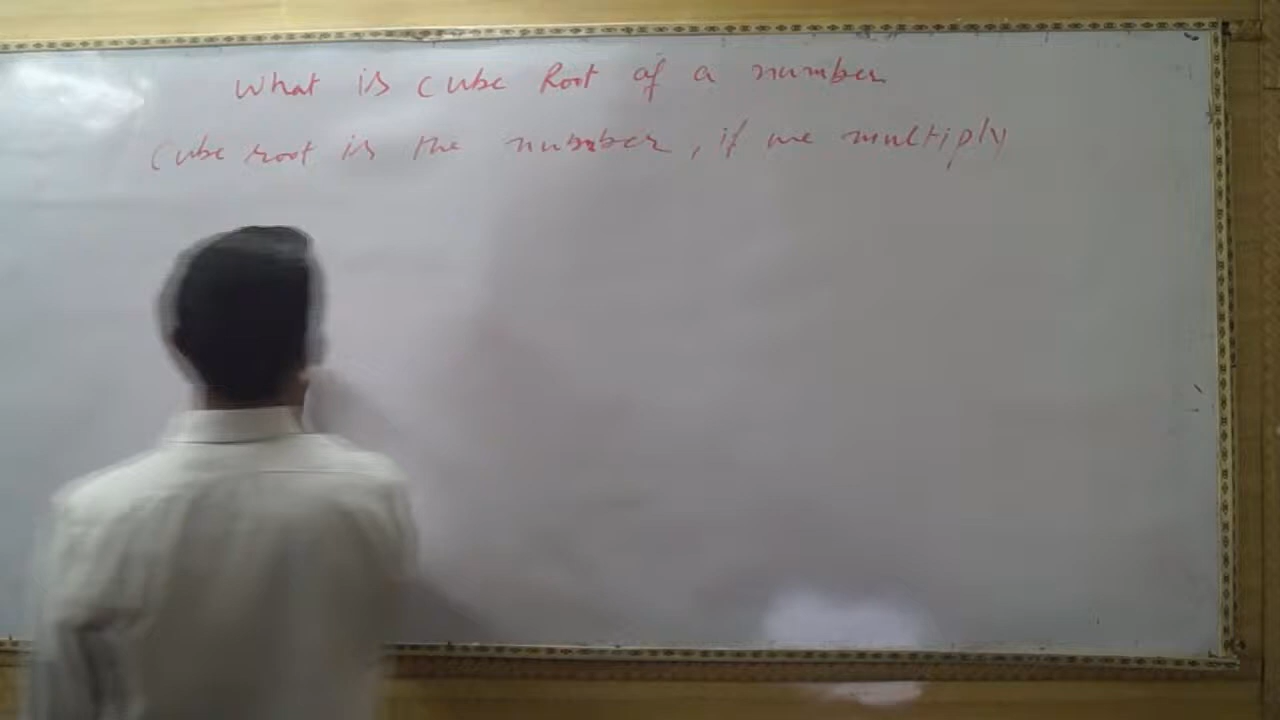 What is cube Root of a number
Cube root is the number, if we multiply